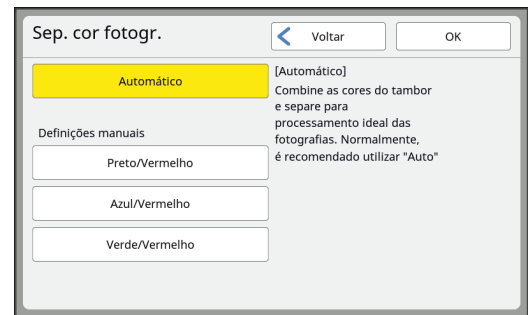 Sep. cor fotogr.
Voltar
OK
Automático
Definições manuais
Preto/Vermelho
Azul/Vermelho
Verde/Vermelho
[Automático]
Combine as cores do tambor
e separe para
processamento ideal das
fotografias. Normalmente,
é recomendado utilizar "Auto"